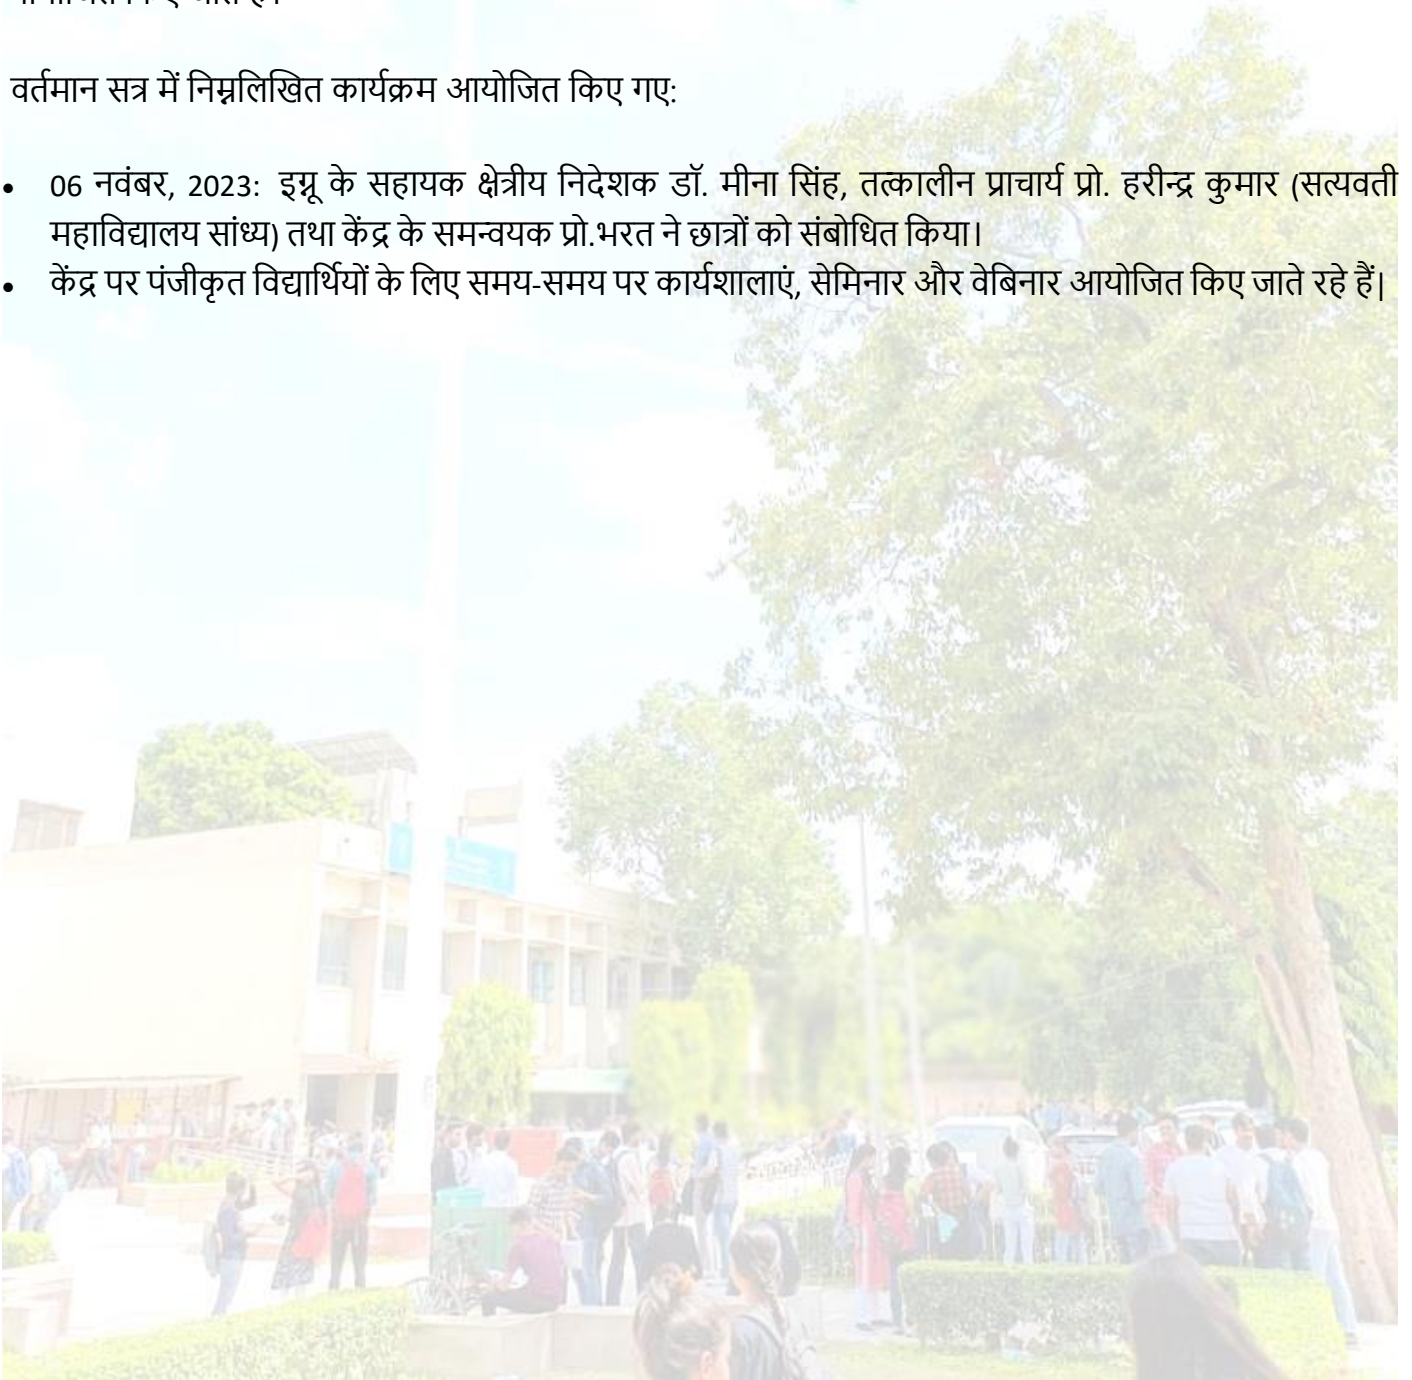 वर्तमान सत्र में निम्नलिखित कार्यक्रम आयोजित किए गए:
• 06 नवंबर, 2023: इग्नू के सहायक क्षेत्रीय निदेशक डॉ. मीना सिंह, तत्कालीन प्राचार्य प्रो. हरीन्द्र कुमार (सत्यवती
महाविद्यालय सांध्य) तथा केंद्र के समन्वयक प्रो.भरत ने छात्रों को संबोधित किया।
• केंद्र पर पंजीकृत विद्यार्थियों के लिए समय-समय पर कार्यशालाएं, सेमिनार और वेबिनार आयोजित किए जाते रहे हैं|